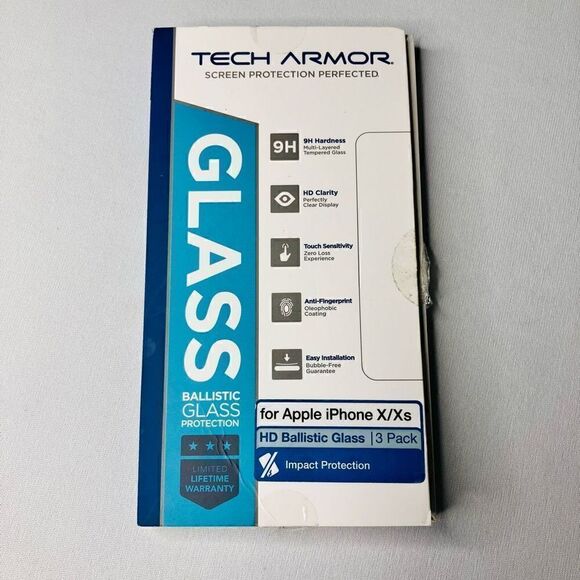 TECH ARMOR®
SCREEN PROTECTION PERFECTED
GLASS
BALLISTIC
GLASS
PROTECTION
LIMITED
LIFETIME
WARRANTY
9H
9H Hardness
Multi-Layered
Tempered Glass
HD Clarity
Perfectly
Clear Display
Touch Sensitivity
Zero Loss
Experience
Anti-Fingerprint
Oleophobic
Coating
Easy Installation
Bubble-Free
Guarantee
for Apple iPhone X/Xs
HD Ballistic Glass | 3 Pack
Impact Protection